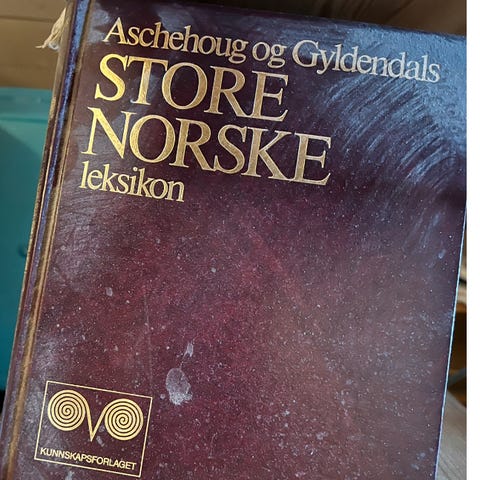 Aschehoug og Gyldendals
STORE
NORSKE
leksikon
KUNNSKAPSFORLAGET